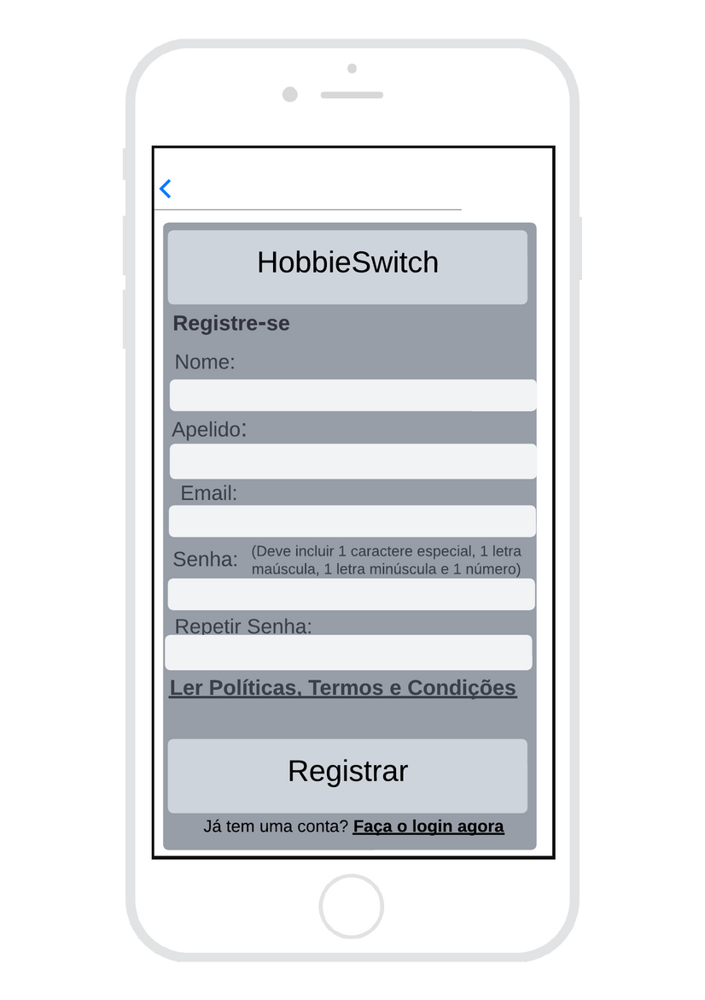 HobbieSwitch
Registre-se
Nome:
Apelido:
Email:
Senha: (Deve incluir 1 caractere especial, 1 letra
maúscula, 1 letra minúscula e 1 número)
Repetir Senha:
Ler Políticas, Termos e Condições
Registrar
Já tem uma conta? Faça o login agora